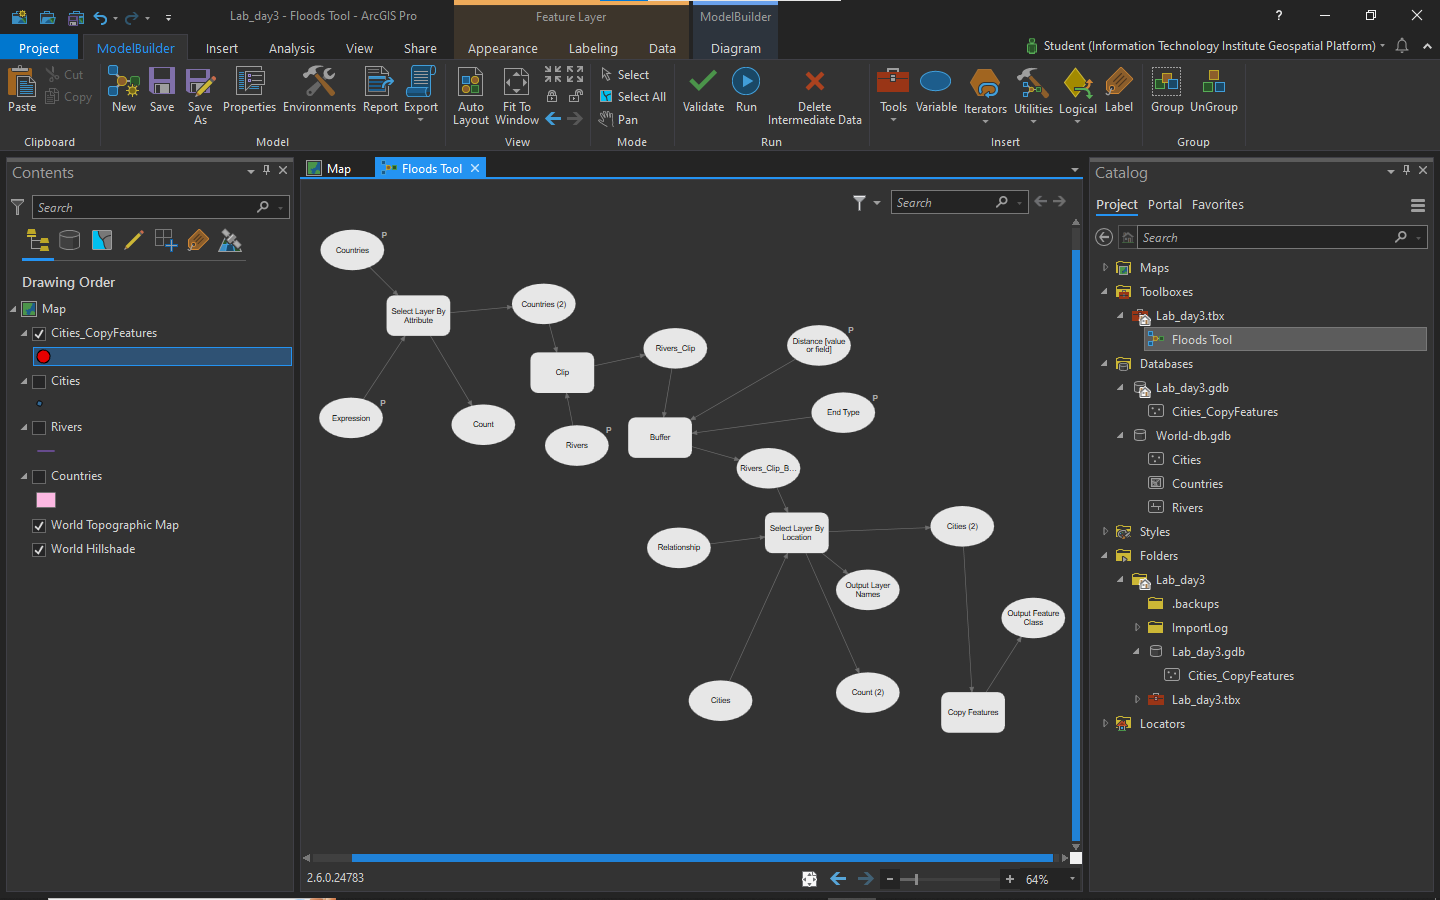 Lab_day3 - Floods Tool - ArcGIS Pro
Feature Layer
ModelBuilder
?
Project
ModelBuilder
Insert
Analysis
View
Share
Appearance
Labeling
Data
Diagram
Student (Information Technology Institute Geospatial Platform)
Paste
Cut
Copy
New
Save
Save As
Properties
Environments
Report
Export
Auto Layout
Fit To Window
Select
Select All
Pan
Validate
Run
Delete Intermediate Data
Tools
Variable
Iterators
Utilities
Logical
Label
Group
UnGroup
Clipboard
Model
View
Mode
Run
Insert
Group
Contents
Search
Drawing Order
Map
Cities_CopyFeatures
Cities
Rivers
Countries
World Topographic Map
World Hillshade
Map
Floods Tool
Search
Countries
P
Select Layer By
Attribute
Countries (2)
Expression
P
Count
Clip
Rivers_Clip
Rivers
P
Distance [value
or field]
P
End Type
P
Buffer
Rivers_Clip_B...
Select Layer By
Location
Relationship
Cities (2)
Output Layer
Names
Output Feature
Class
Cities
Count (2)
Copy Features
2.6.0.24783
64%
Catalog
Project
Portal
Favorites
Search
Maps
Toolboxes
Lab_day3.tbx
Floods Tool
Databases
Lab_day3.gdb
Cities_CopyFeatures
World-db.gdb
Cities
Countries
Rivers
Styles
Folders
Lab_day3
.backups
ImportLog
Lab_day3.gdb
Cities_CopyFeatures
Lab_day3.tbx
Locators